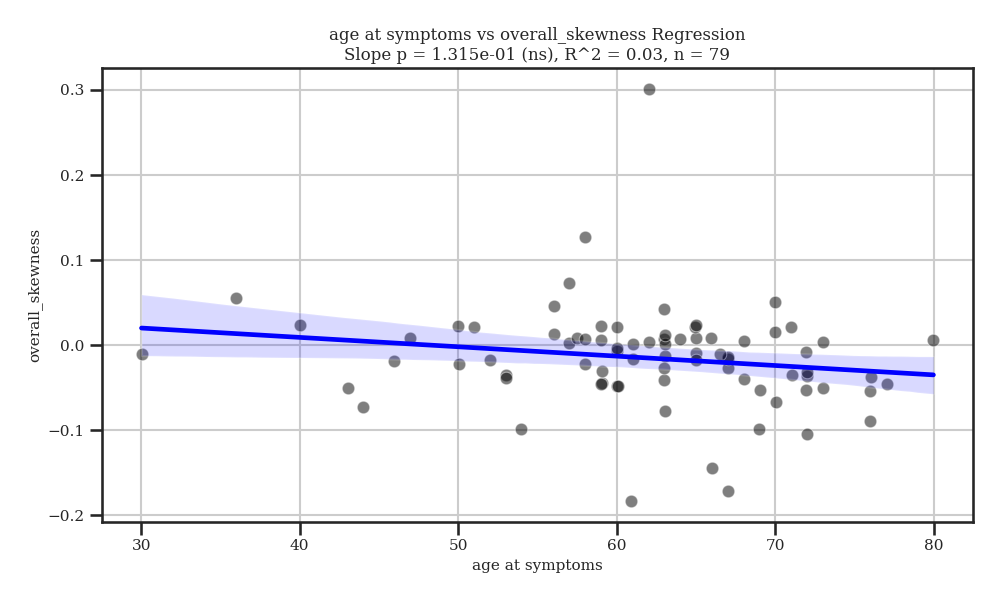 age at symptoms vs overall_skewness Regression
Slope p = 1.315e-01 (ns), R^2 = 0.03, n = 79
overall_skewness
0.3
0.2
0.1
0.0
−0.1
−0.2
30 40 50 60 70 80
age at symptoms